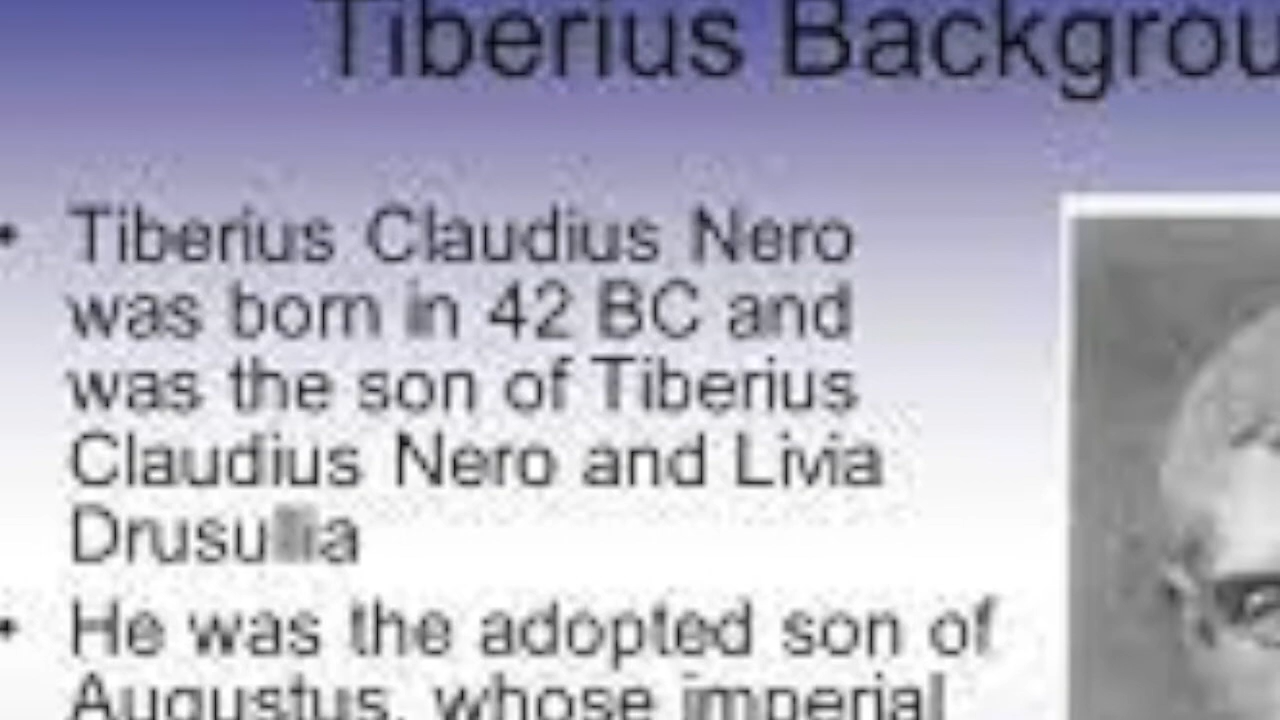 Tiberius Backgrou
• Tiberius Claudius Nero
was born in 42 BC and
was the son of Tiberius
Claudius Nero and Livia
Drusullia
• He was the adopted son of
Augustus, whose imperial